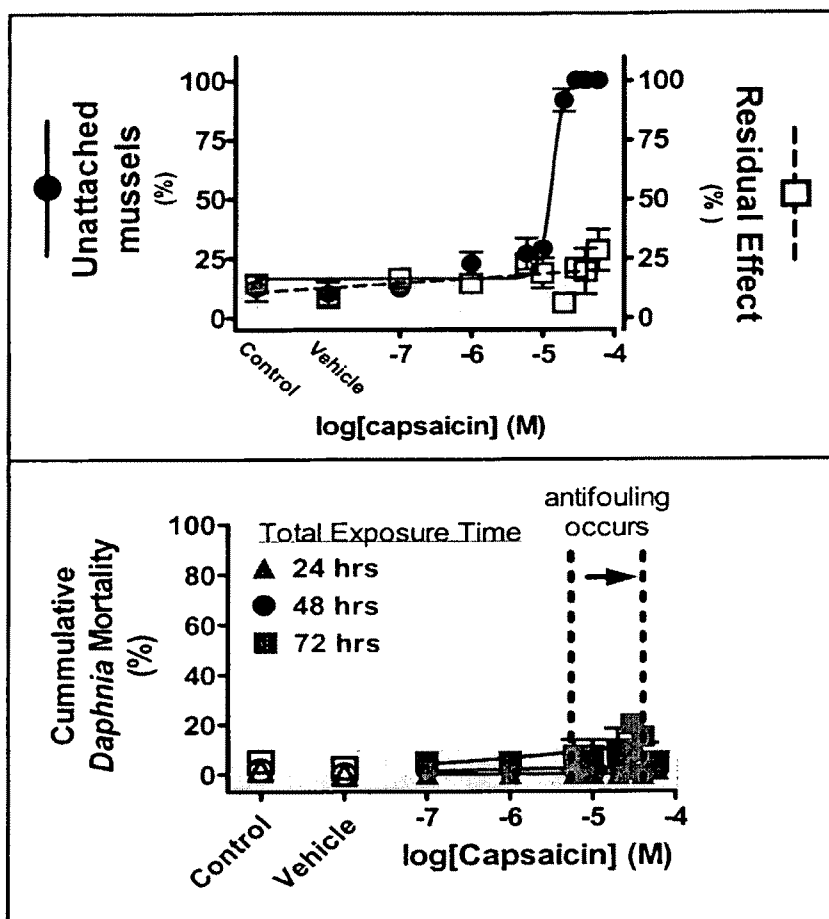 Unattached
mussels
(%)
100
75
50
25
0
100
75
50
25
0
Residual Effect
(%)
Control
Vehicle
-7
-6
-5
-4
log[capsaicin] (M)
antifouling
occurs
Total Exposure Time
24 hrs
48 hrs
72 hrs
Cummulative
Daphnia Mortality
(%)
100
80
60
40
20
0
Control
Vehicle
-7
-6
-5
-4
log[Capsaicin] (M)